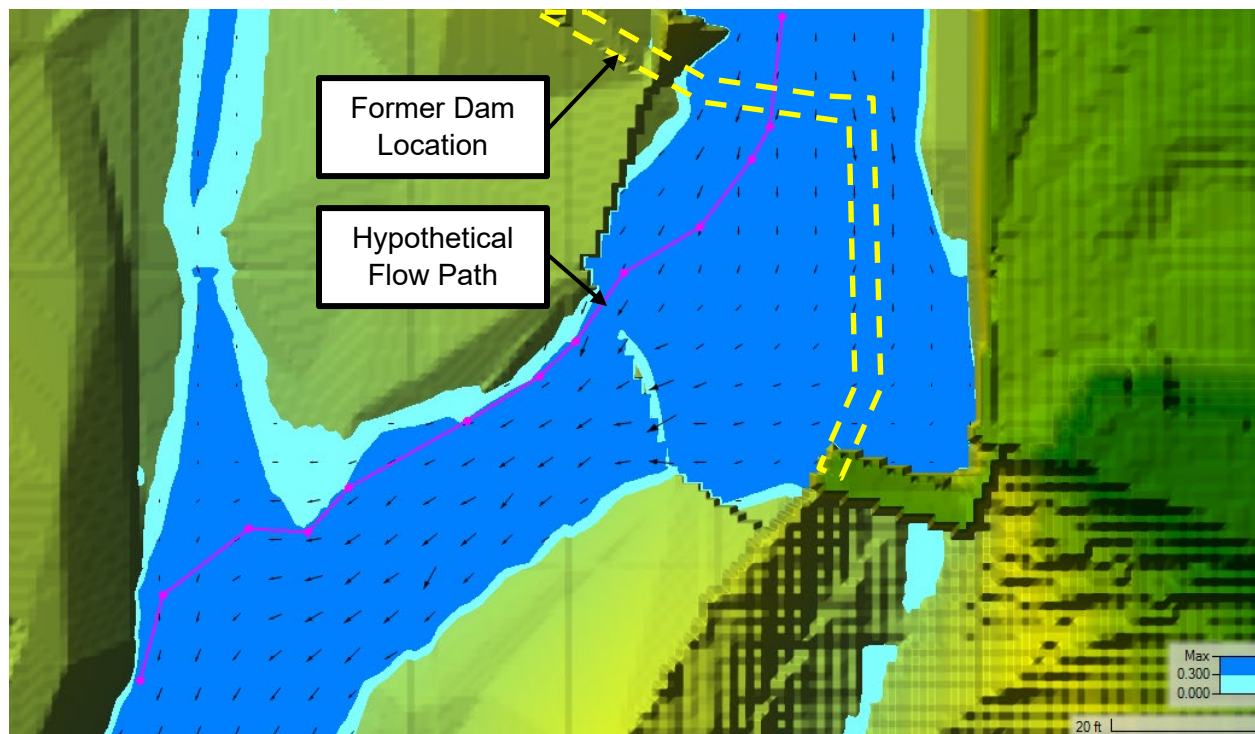 Former Dam
Location
Hypothetical
Flow Path
Max
0.300
0.000
20 ft